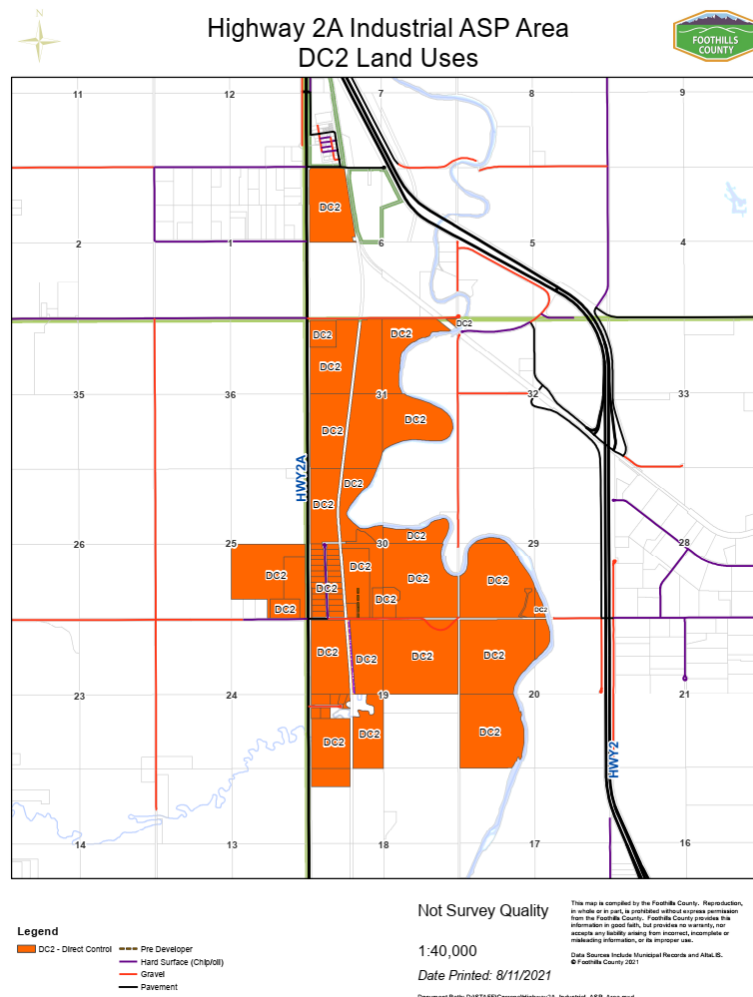 Highway 2A Industrial ASP Area
DC2 Land Uses
FOOTHILLS
COUNTY
11
12
7
8
9
DC2
2
1
6
5
4
DC2
DC2
DC2
DC2
35
36
31
32
33
DC2
DC2
HWY2A
DC2
DC2
DC2
26
25
30
29
28
DC2
DC2
DC2
DC2
DC2
DC2
DC2
DC2
DC2
DC2
DC2
DC2
DC2
23
24
19
20
21
DC2
DC2
DC2
HWY2
14
13
18
17
16
Not Survey Quality
1:40,000
Date Printed: 8/11/2021
This map is compiled by the Foothills County. Reproduction,
in whole or in part, is prohibited without express permission
from the Foothills County. Foothills County provides this
information in good faith, but provides no warranty, nor
accepts any liability arising from incorrect, incomplete or
misleading information, or its improper use.
Data Sources Include Municipal Records and AltaLIS.
© Foothills County 2021
Legend
DC2 - Direct Control
Pre Developer
Hard Surface (Chip/oil)
Gravel
Pavement